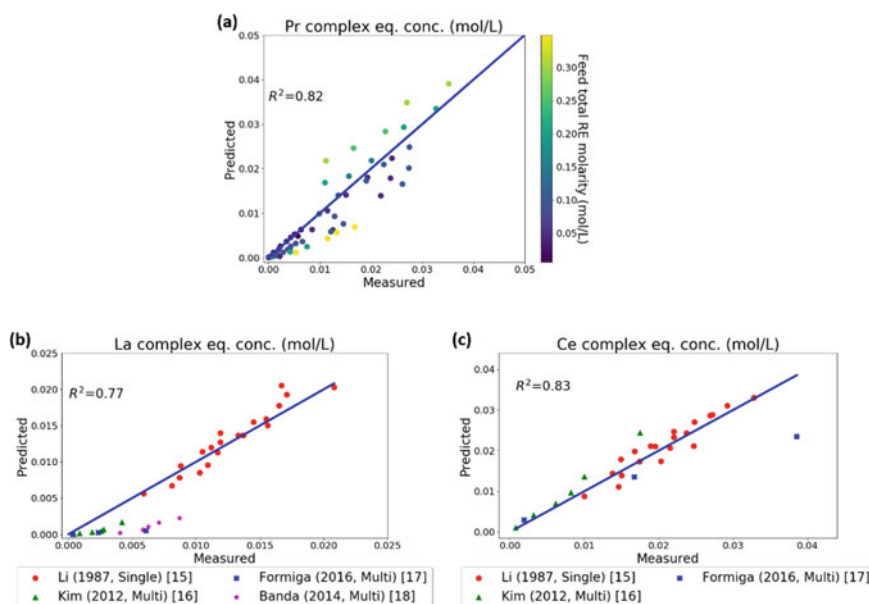 (a)
Pr complex eq. conc. (mol/L)
0.05
0.04
0.03
0.02
0.01
0.00
Predicted
R²=0.82
0.00 0.01 0.02 0.03 0.04 0.05
Measured
0.30
0.25
0.20
0.15
0.10
0.05
Feed total RE molarity (mol/L)
(b)
La complex eq. conc. (mol/L)
0.025
0.020
0.015
0.010
0.005
0.000
Predicted
R²=0.77
0.000 0.005 0.010 0.015 0.020 0.025
Measured
Li (1987, Single) [15]
Formiga (2016, Multi) [17]
Kim (2012, Multi) [16]
Banda (2014, Multi) [18]
(c)
Ce complex eq. conc. (mol/L)
0.04
0.03
0.02
0.01
0.00
Predicted
R²=0.83
0.00 0.01 0.02 0.03 0.04
Measured
Li (1987, Single) [15]
Formiga (2016, Multi) [17]
Kim (2012, Multi) [16]